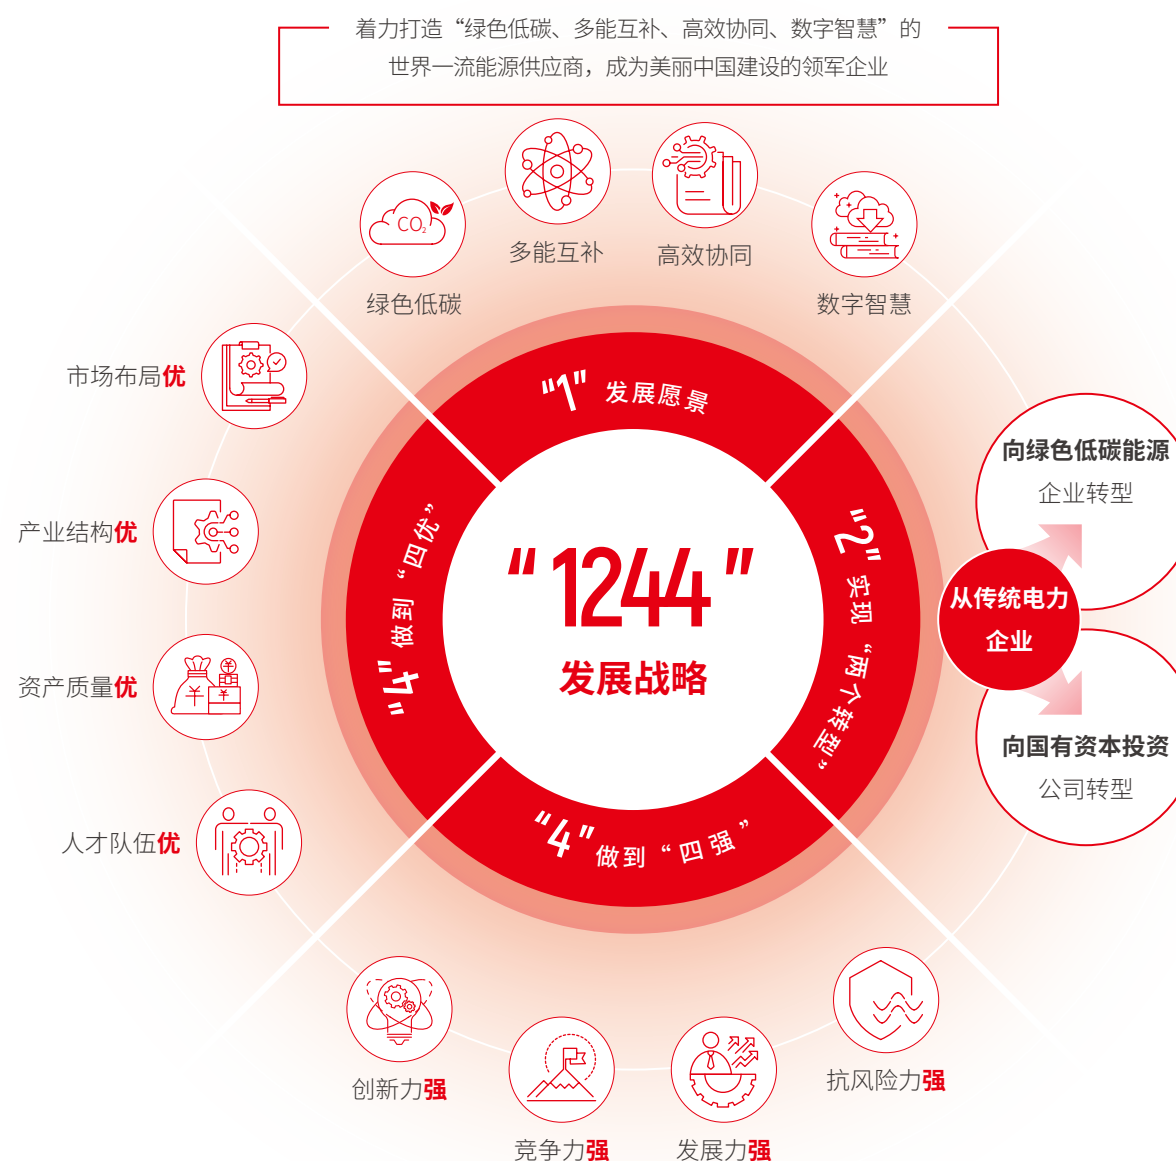 着力打造“绿色低碳、多能互补、高效协同、数字智慧”的
世界一流能源供应商，成为美丽中国建设的领军企业
CO₂
绿色低碳
多能互补
高效协同
数字智慧
市场布局优
产业结构优
资产质量优
人才队伍优
“1”发展愿景
“2”实现“两个转型”
“4”做到“四优”
“4”做到“四强”
“1244”
发展战略
向绿色低碳能源
企业转型
从传统电力
企业
向国有资本投资
公司转型
创新力强
竞争力强
发展力强
抗风险力强
¥
¥
¥